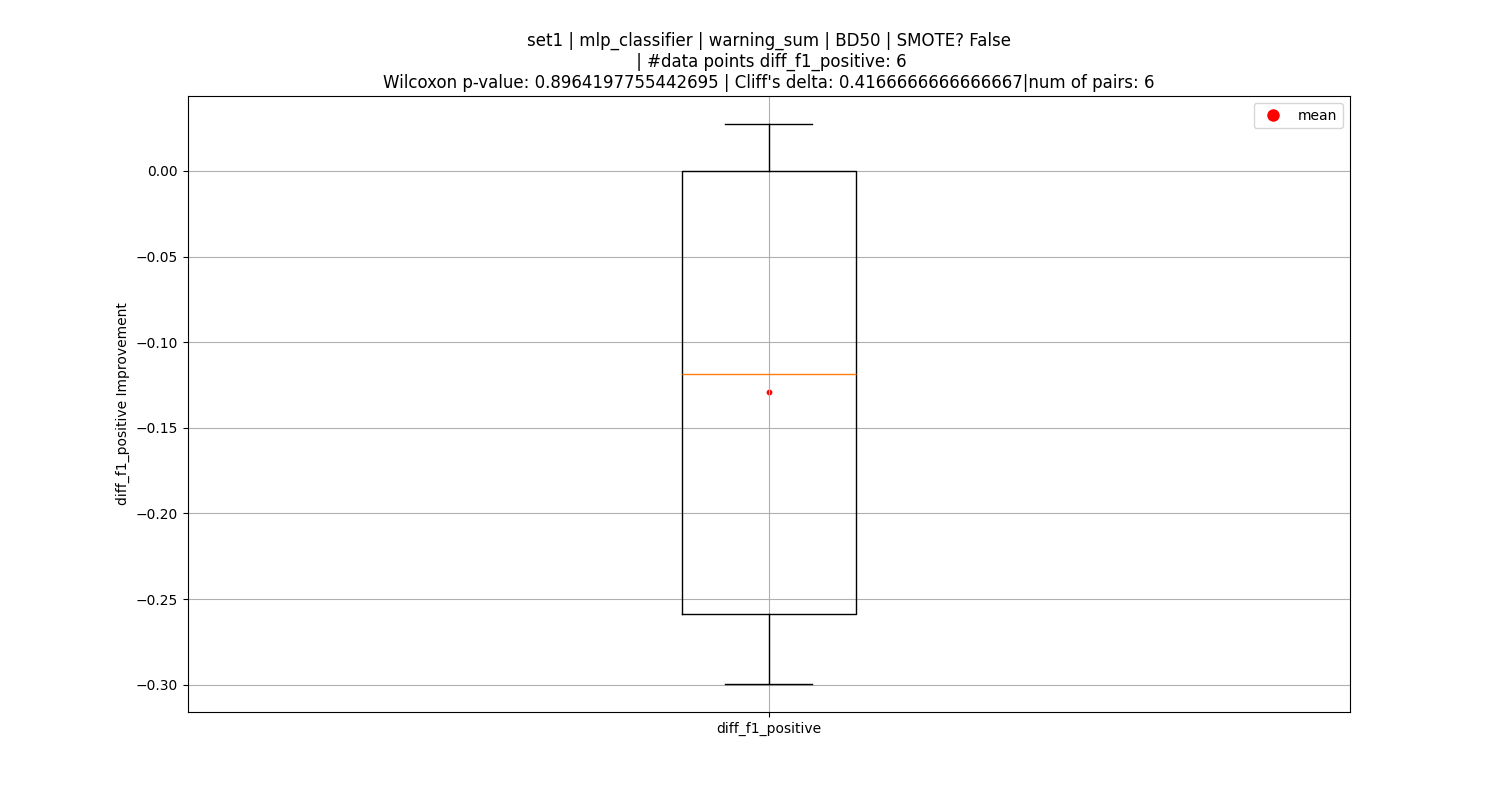 set1 | mlp_classifier | warning_sum | BD50 | SMOTE? False
| #data points diff_f1_positive: 6
Wilcoxon p-value: 0.8964197755442695 | Cliff's delta: 0.4166666666666667|num of pairs: 6
mean
0.00
−0.05
−0.10
−0.15
−0.20
−0.25
−0.30
diff_f1_positive Improvement
diff_f1_positive